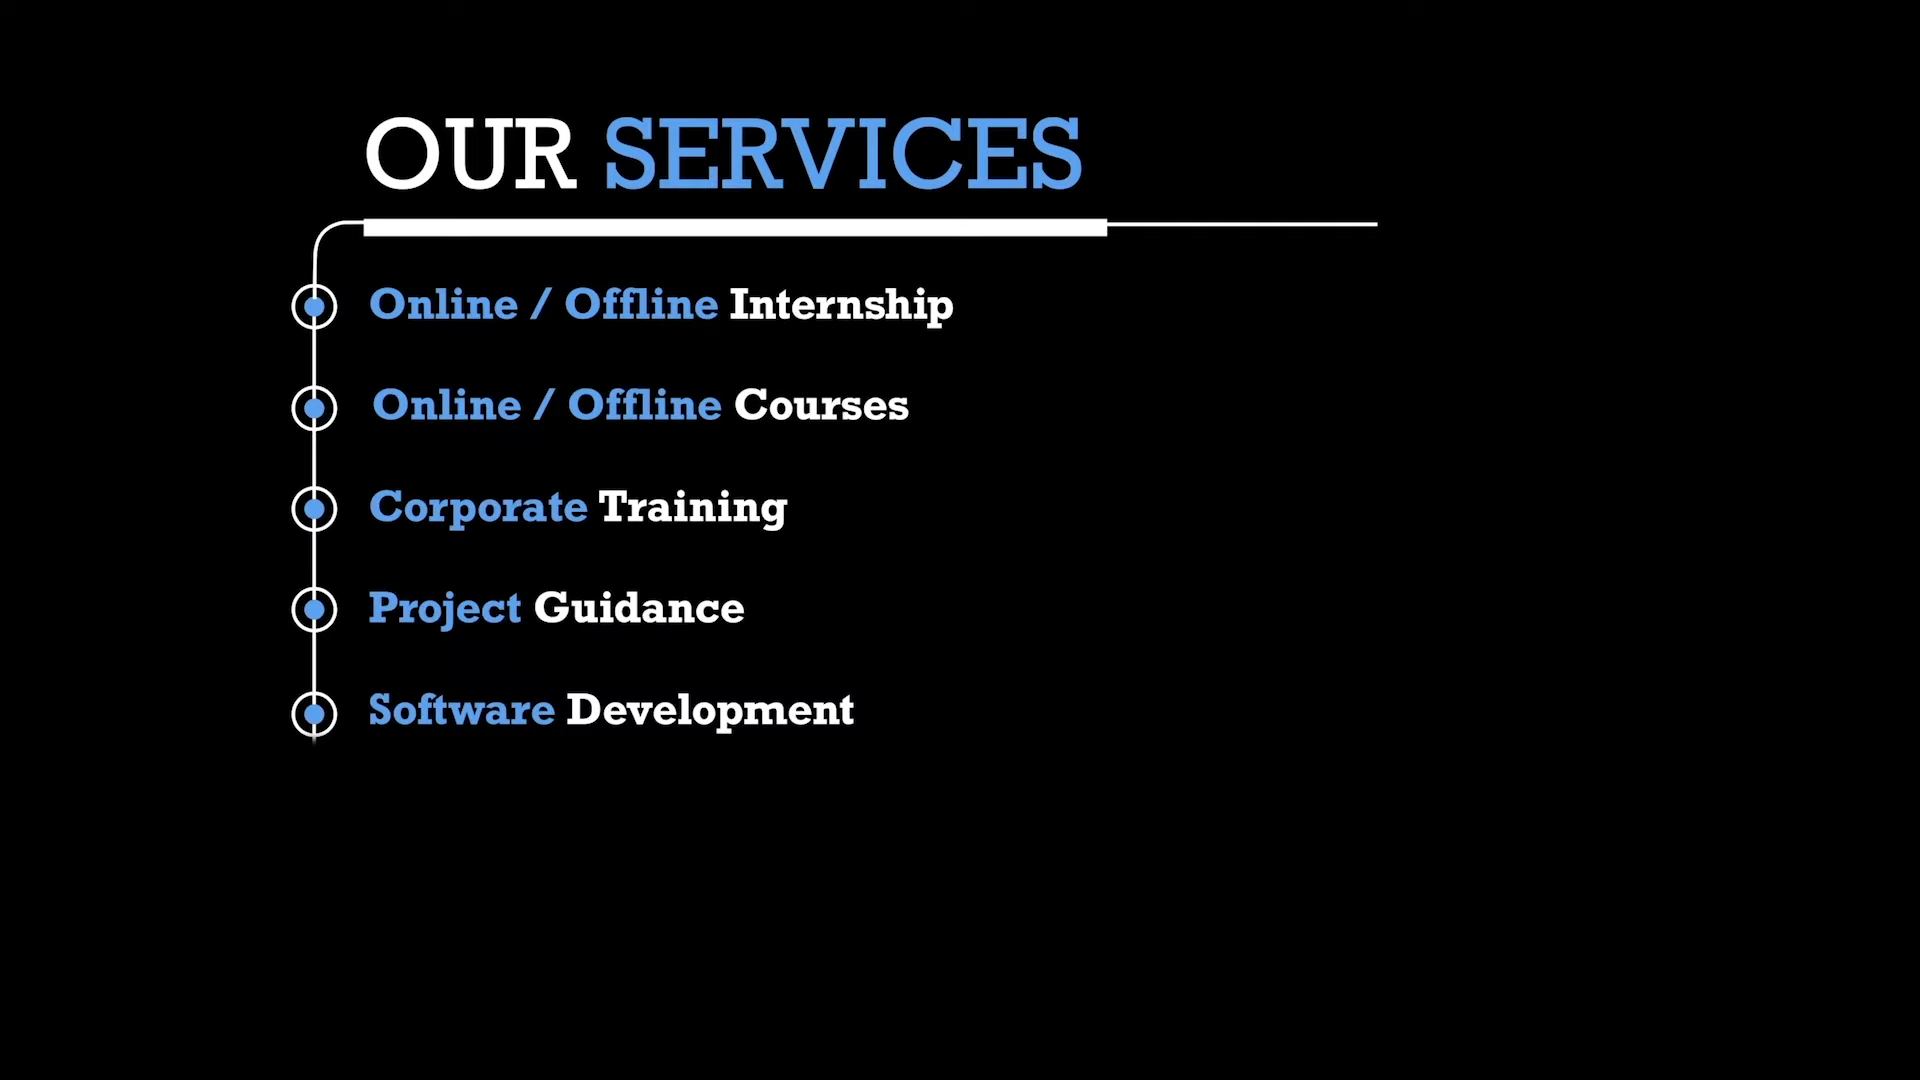 OUR SERVICES
Online / Offline Internship
Online / Offline Courses
Corporate Training
Project Guidance
Software Development